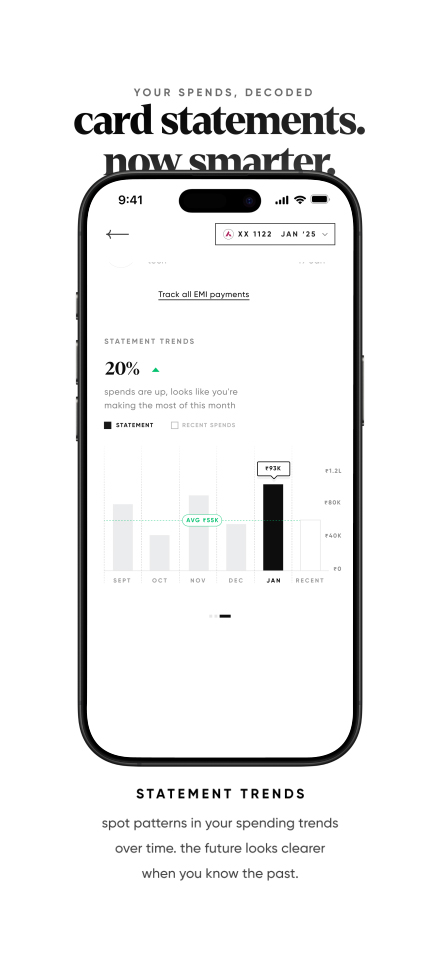 YOUR SPENDS, DECODED
card statements.
now smarter.
9:41
XX 1122 JAN '25
Track all EMI payments
STATEMENT TRENDS
20%
spends are up, looks like you're
making the most of this month
STATEMENT RECENT SPENDS
₹93K
₹1.2L
₹80K
AVG ₹55K
₹40K
₹0
SEPT OCT NOV DEC JAN RECENT
STATEMENT TRENDS
spot patterns in your spending trends
over time. the future looks clearer
when you know the past.